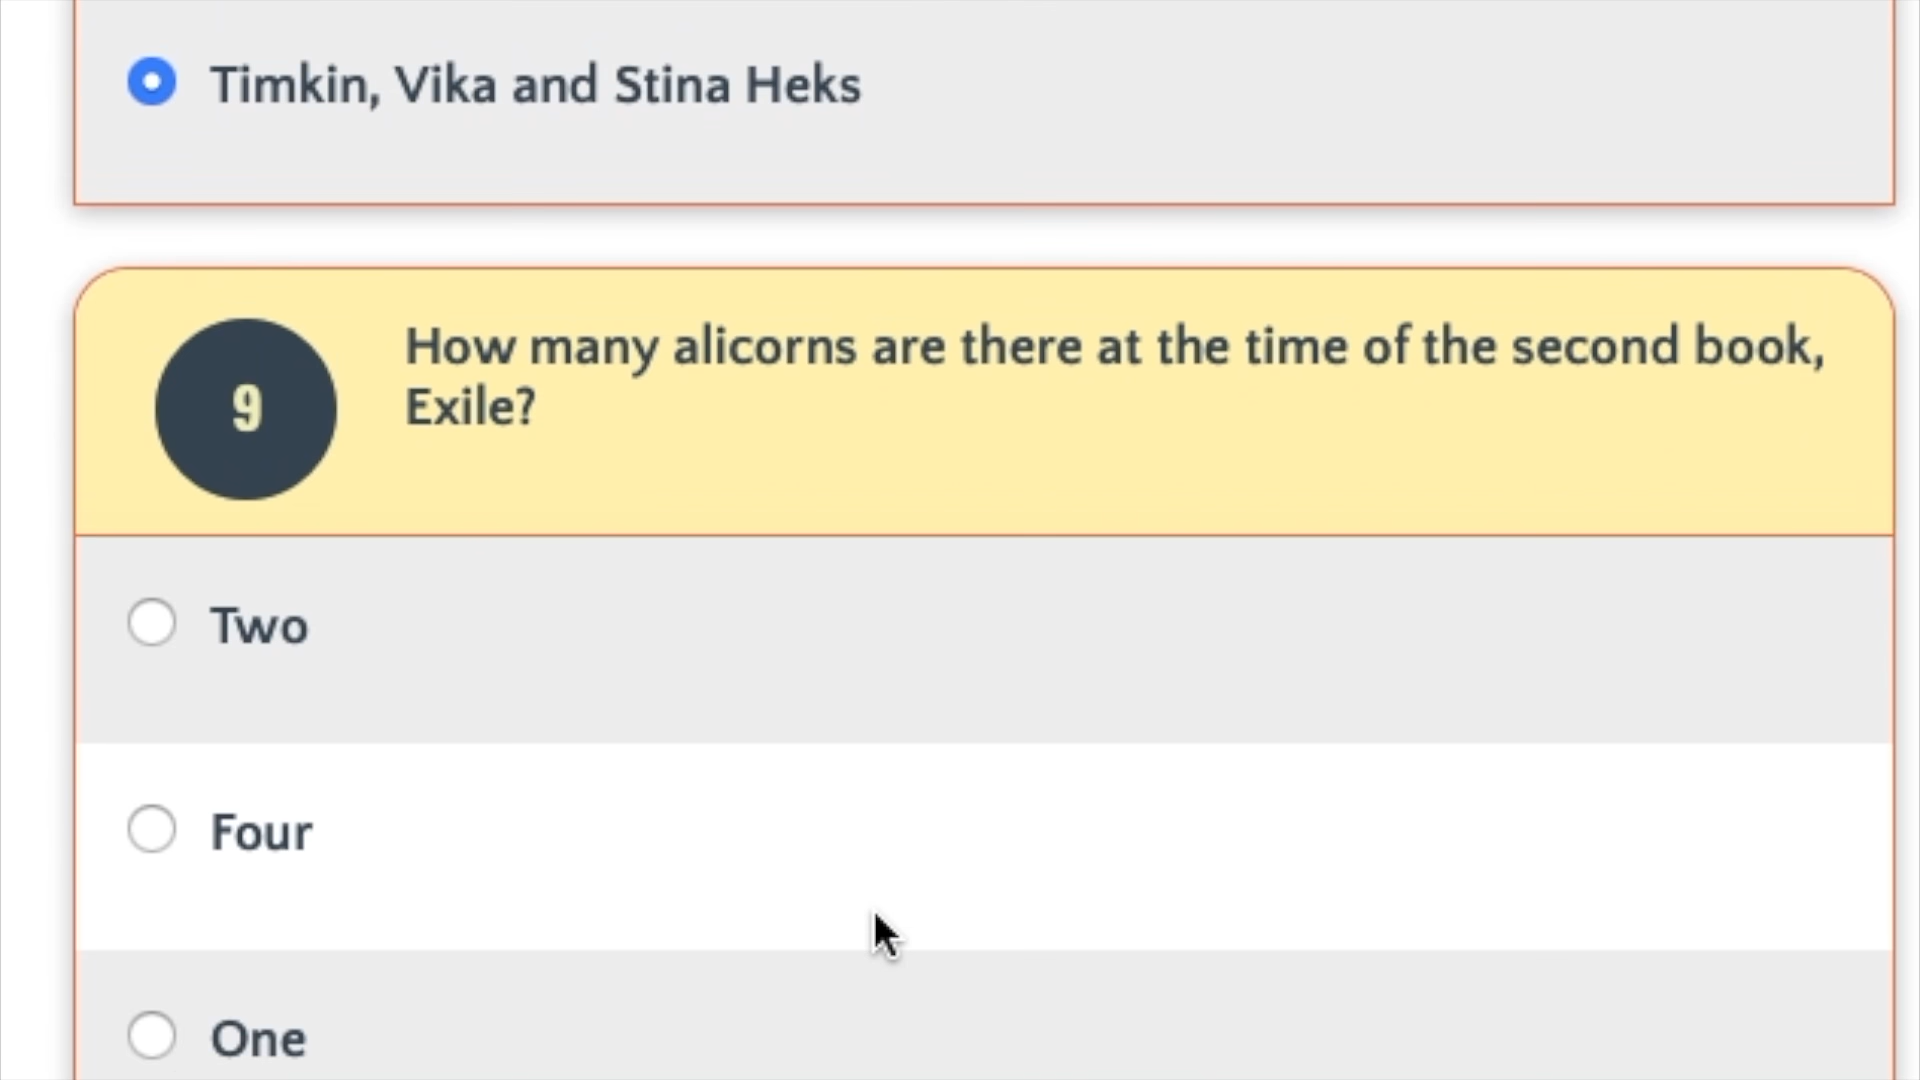 Timkin, Vika and Stina Heks
9
How many alicorns are there at the time of the second book,
Exile?
Two
Four
One